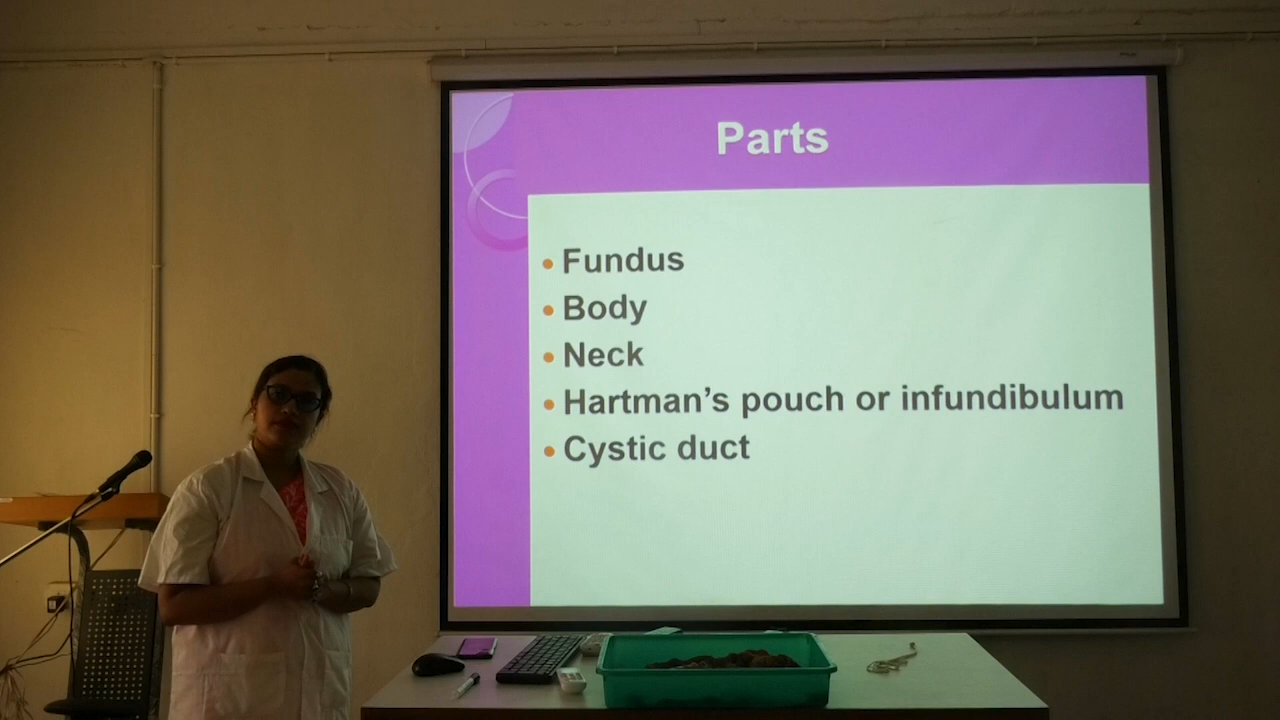 Parts
• Fundus
• Body
• Neck
• Hartman’s pouch or infundibulum
• Cystic duct